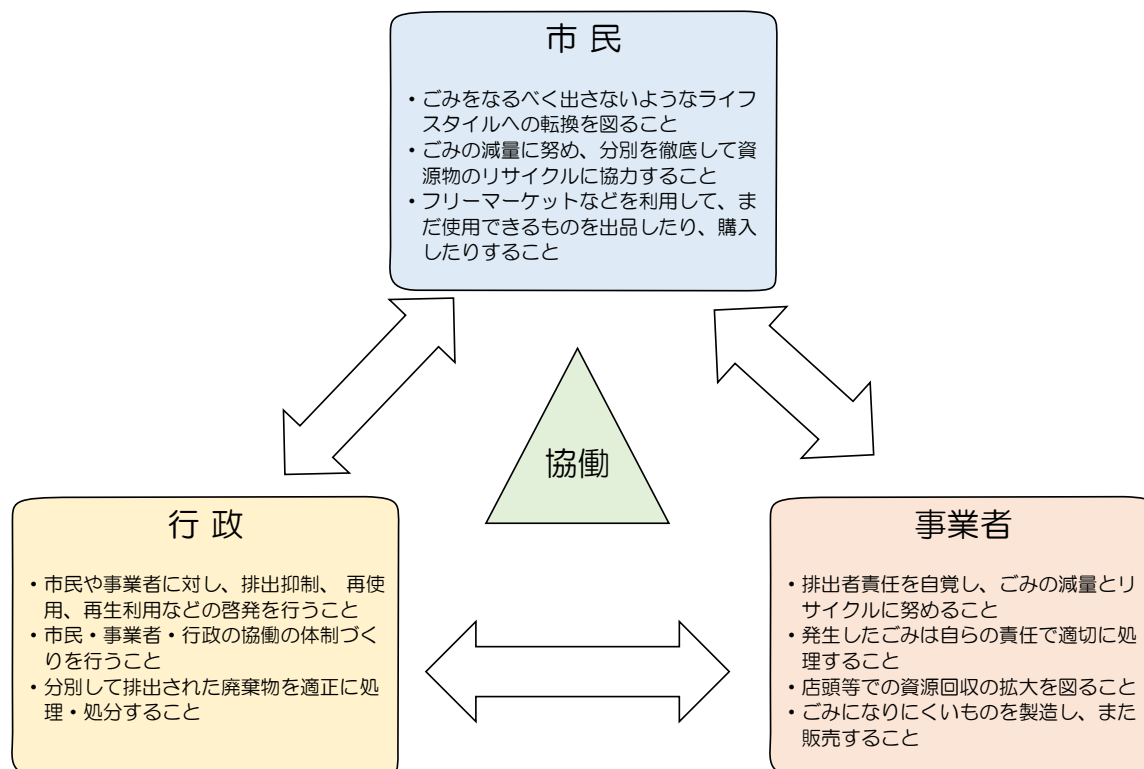 市 民
・ごみをなるべく出さないようなライフ
スタイルへの転換を図ること
・ごみの減量に努め、分別を徹底して資
源物のリサイクルに協力すること
・フリーマーケットなどを利用して、ま
だ使用できるものを出品したり、購入
したりすること
協働
行 政
・市民や事業者に対し、排出抑制、 再使
用、再生利用などの啓発を行うこと
・市民・事業者・行政の協働の体制づく
りを行うこと
・分別して排出された廃棄物を適正に処
理・処分すること
事業者
・排出者責任を自覚し、ごみの減量とリ
サイクルに努めること
・発生したごみは自らの責任で適切に処
理すること
・店頭等での資源回収の拡大を図ること
・ごみになりにくいものを製造し、また
販売すること